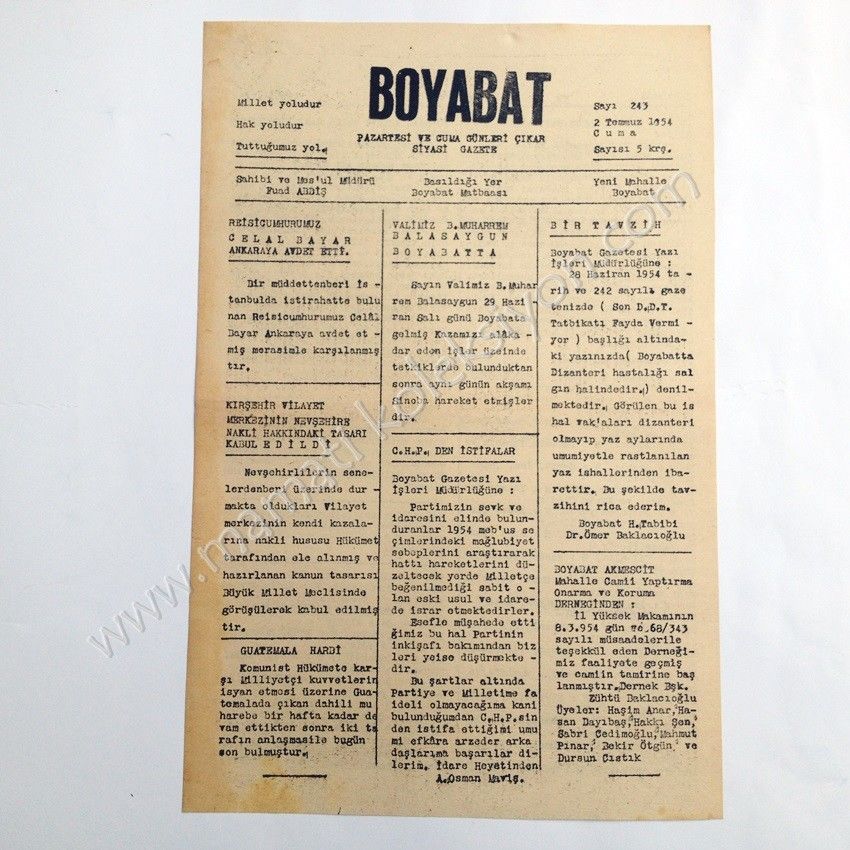 Millet yoludur
Hak yoludur
Tuttuğumuz yol.
BOYABAT
PAZARTESİ VE CUMA GÜNLERİ ÇIKAR
SİYASİ GAZETE
Sayı 243
2 Temmuz 1954
Cuma
Sayısı 5 krş.
Sahibi ve Mes'ul Müdürü
Fuad ABDİŞ
Basıldığı Yer
Boyabat Matbaası
Yeni Mahalle
Boyabat
REİSİCUMHURUMUZ
CELAL BAYAR
ANKARAYA AVDET ETTİ.
Bir müddettenberi İs -
tanbulda istirahatte bulu
nan Reisicumhurumuz Celâl
Bayar Ankaraya avdet et -
miş merasimle karşılanmış
tır.
KIRŞEHİR VİLAYET
MERKEZİNİN NEVŞEHİRE
NAKLİ HAKKINDAKİ TASARI
KABUL EDİLDİ
Nevşehirlilerin sene-
lerdenberi üzerinde dur -
makta oldukları Vilayet
merkezinin kendi kazala-
rına nakli hususu Hükümet
tarafından ele alınmış ve
hazırlanan kanun tasarısı
Büyük Millet Meclisinde
görüşülerek kabul edilmiş
tir.
GUATEMALA HARBİ
Komunist Hükümete kar-
şı Milliyetçi kuvvetlerin
isyan etmesi üzerine Gua-
temalada çıkan dahili mu
harebe bir hafta kadar de
vam ettikten sonra iki ta
rafın anlaşmasile bugün
son bulmuştur.
VALİMİZ B.MUHARREM
BALASAYGUN
BOYABATTA
Sayın Valimiz B.Muhar
rem Balasaygun 29 Hazi -
ran Salı günü Boyabata
gelmiş Kazamızı alâka -
dar eden işler üzeinde
tetkiklerde bulunduktan
sonra aynı günün akşamı
Sinoba hareket etmişler
dir.
C.H.P. DEN İSTİFALAR
Boyabat Gazetesi Yazı
İşleri Müdürlüğüne :
Partimizin sevk ve
idaresini elinde bulun-
duranlar 1954 meb'us se
çimlerindeki mağlubiyet
sebeplerini araştırarak
hattı hareketlerini dü-
zeltecek yerde Milletçe
beğenilmediği sabit o -
lan eski usul ve idare-
de israr etmektedirler.
Esefle müşahede etti
ğimiz bu hal Partinin
inkişafı bakımından biz
leri yeise düşürmekte -
dir.
Bu şartlar altında
Partiye ve Milletime fa
ideli olmayacağıma kani
bulunduğumdan C.H.P.sin
den istifa ettiğimi umu
mi efkâra arzeder arka
daşlarıma başarılar di-
lerim. İdare Heyetinden
A.Osman Maviş.
BİR TAVZİH
Boyabat Gazetesi Yazı
İşleri Müdürlüğüne :
28 Haziran 1954 ta -
rih ve 242 sayılı gaze
tenizde ( Son D.D.T.
Tatbikatı Fayda Vermi -
yor ) başlığı altında-
ki yazınızda( Boyabatta
Dizanteri hastalığı sal
gın halindedir.) denil-
mektedir. Görülen bu is
hal vak'aları dizanteri
olmayıp yaz aylarında
umumiyetle rastlanılan
yaz ishallerinden iba-
rettir. Bu şekilde tav-
zihini rica ederim.
Boyabat H.Tabibi
Dr.Ömer Baklacıoğlu
BOYABAT AKMESCİT
Mahalle Camii Yaptırma
Onarma ve Koruma
DERNEĞİNDEN :
İl Yüksek Makamının
8.3.954 gün ve 68/343
sayılı müsaadelerile
teşekkül eden Derneği-
miz faaliyete geçmiş
ve camiin tamirine baş
lanmıştır.Dernek Bşk.
Zühtü Baklacıoğlu
Üyeler: Haşim Anar, Ha-
san Dayıbaş, Hakkı Şen,
Sabri Cedimoğlu, Mahmut
Pınar, Bekir Ötgün, ve
Dursun Çıstık